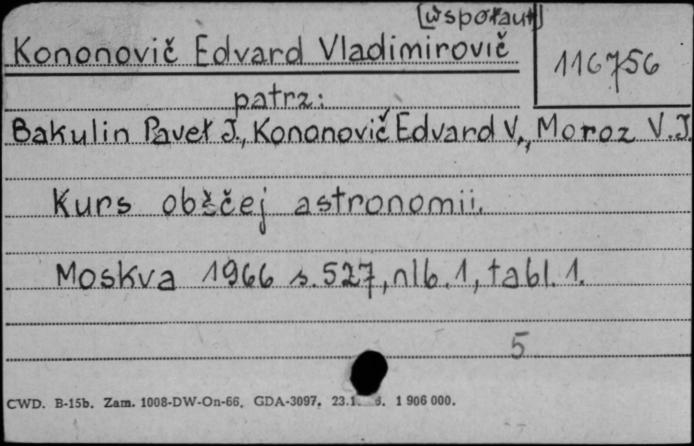 [współaut]
Kononovič Edvard Vladimirovič
116756
patrz:
Bakulin Paveł J., Kononovič Edvard V., Moroz V.J.
Kurs obščej astronomii.
Moskva 1966 s. 527, nlb. 1, tabl. 1.
5
CWD. B-15b. Zam. 1008-DW-On-66. GDA-3097. 1 906 000.